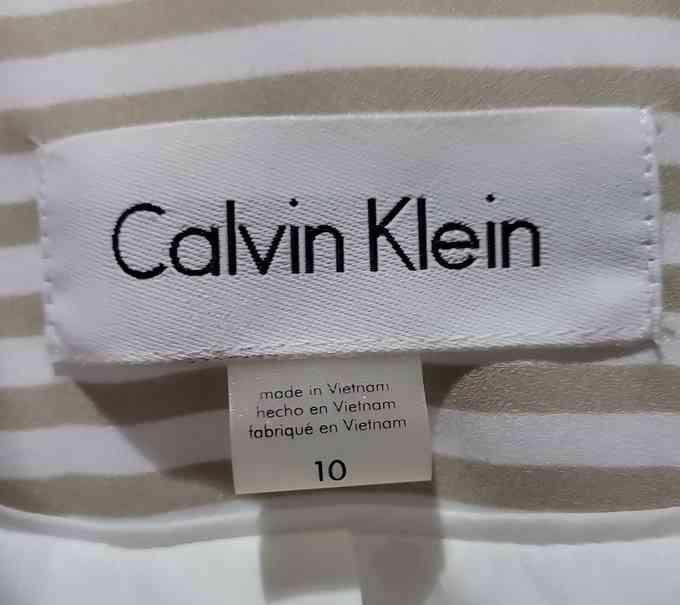 Calvin Klein
made in Vietnam
hecho en Vietnam
fabriqué en Vietnam
10